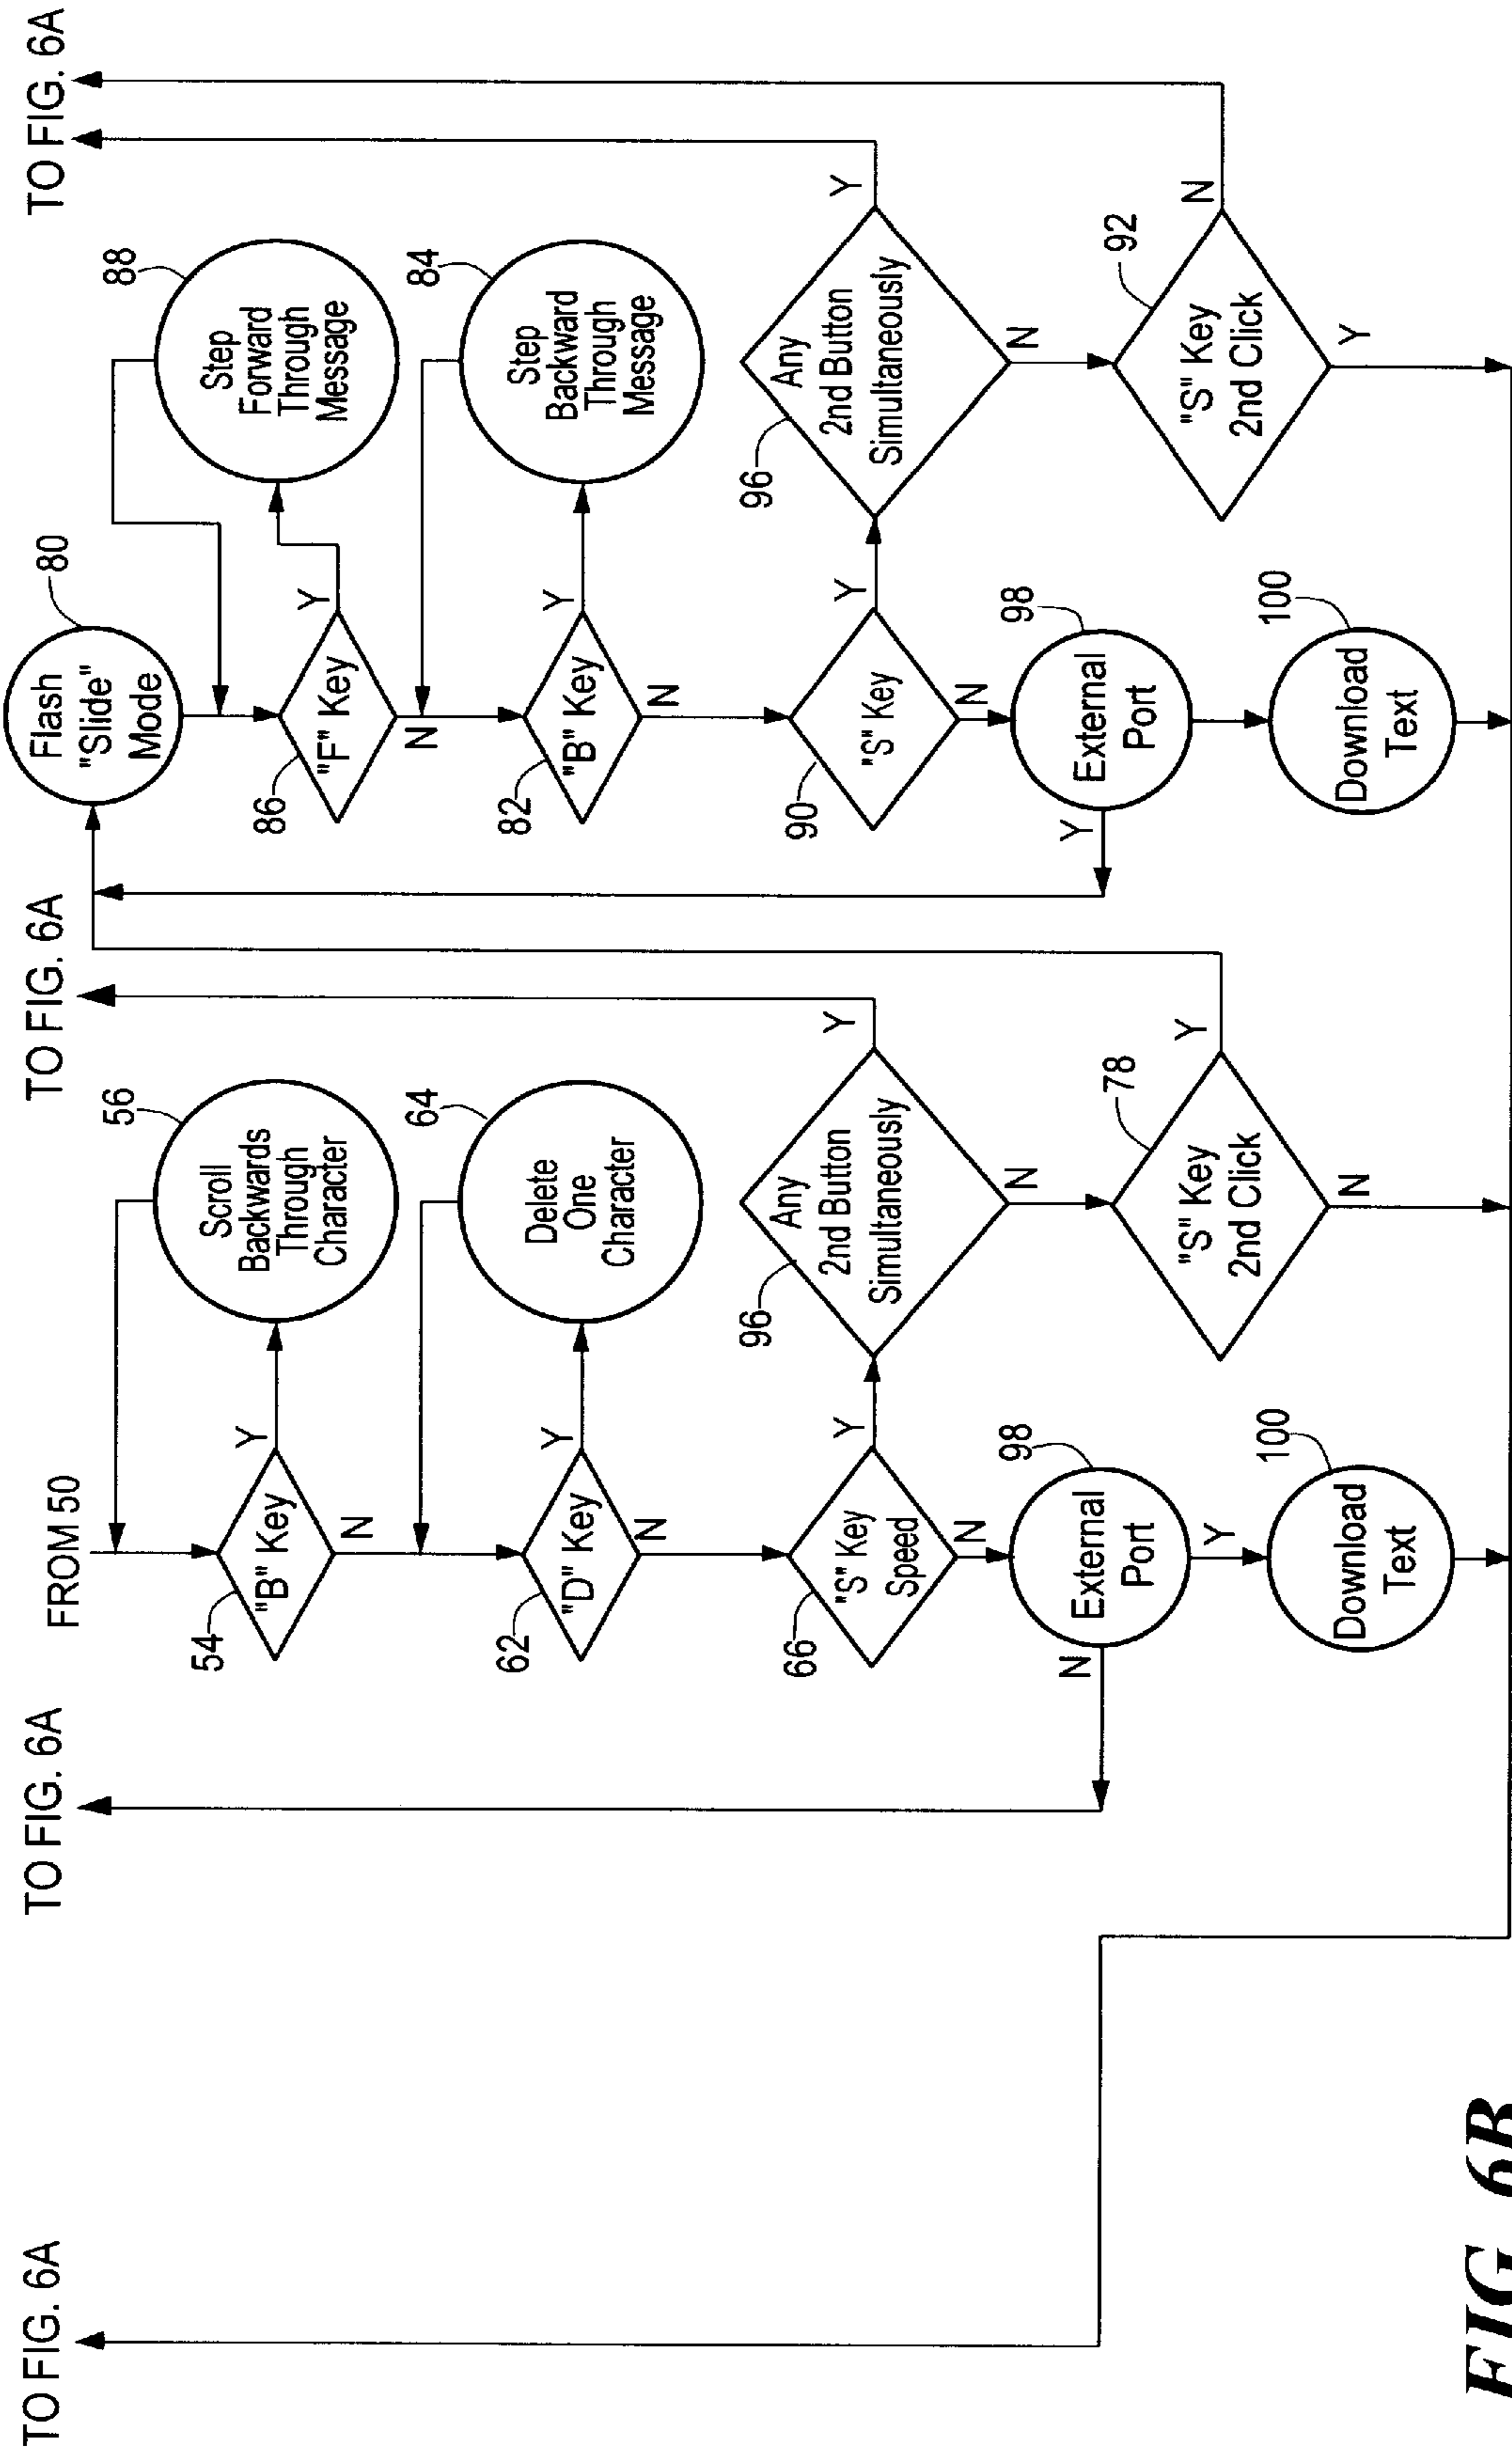 TO FIG. 6A
TO FIG. 6A
FROM 50
TO FIG. 6A
TO FIG. 6A
54
"B" Key
Y
N
56
Scroll
Backwards
Through
Character
62
"D" Key
Y
N
64
Delete
One
Character
66
"S" Key
Speed
Y
N
96
Any
2nd Button
Simultaneously
Y
N
98
External
Port
N
Y
78
"S" Key
2nd Click
Y
N
100
Download
Text
80
Flash
"Slide"
Mode
86
"F" Key
Y
N
88
Step
Forward
Through
Message
82
"B" Key
Y
N
84
Step
Backward
Through
Message
90
"S" Key
Y
N
96
Any
2nd Button
Simultaneously
Y
N
98
External
Port
Y
92
"S" Key
2nd Click
N
Y
100
Download
Text
FIG. 6B